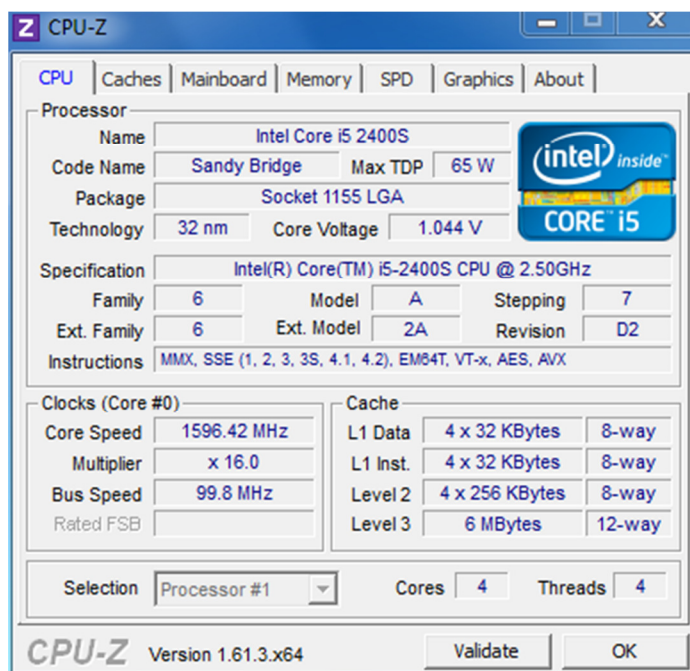 CPU-Z
CPU Caches Mainboard Memory SPD Graphics About
Processor
Name Intel Core i5 2400S
Code Name Sandy Bridge Max TDP 65 W
Package Socket 1155 LGA
Technology 32 nm Core Voltage 1.044 V
intel inside™
CORE™ i5
Specification Intel(R) Core(TM) i5-2400S CPU @ 2.50GHz
Family 6 Model A Stepping 7
Ext. Family 6 Ext. Model 2A Revision D2
Instructions MMX, SSE (1, 2, 3, 3S, 4.1, 4.2), EM64T, VT-x, AES, AVX
Clocks (Core #0)
Core Speed 1596.42 MHz
Multiplier x 16.0
Bus Speed 99.8 MHz
Rated FSB
Cache
L1 Data 4 x 32 KBytes 8-way
L1 Inst. 4 x 32 KBytes 8-way
Level 2 4 x 256 KBytes 8-way
Level 3 6 MBytes 12-way
Selection Processor #1 Cores 4 Threads 4
CPU-Z Version 1.61.3.x64 Validate OK